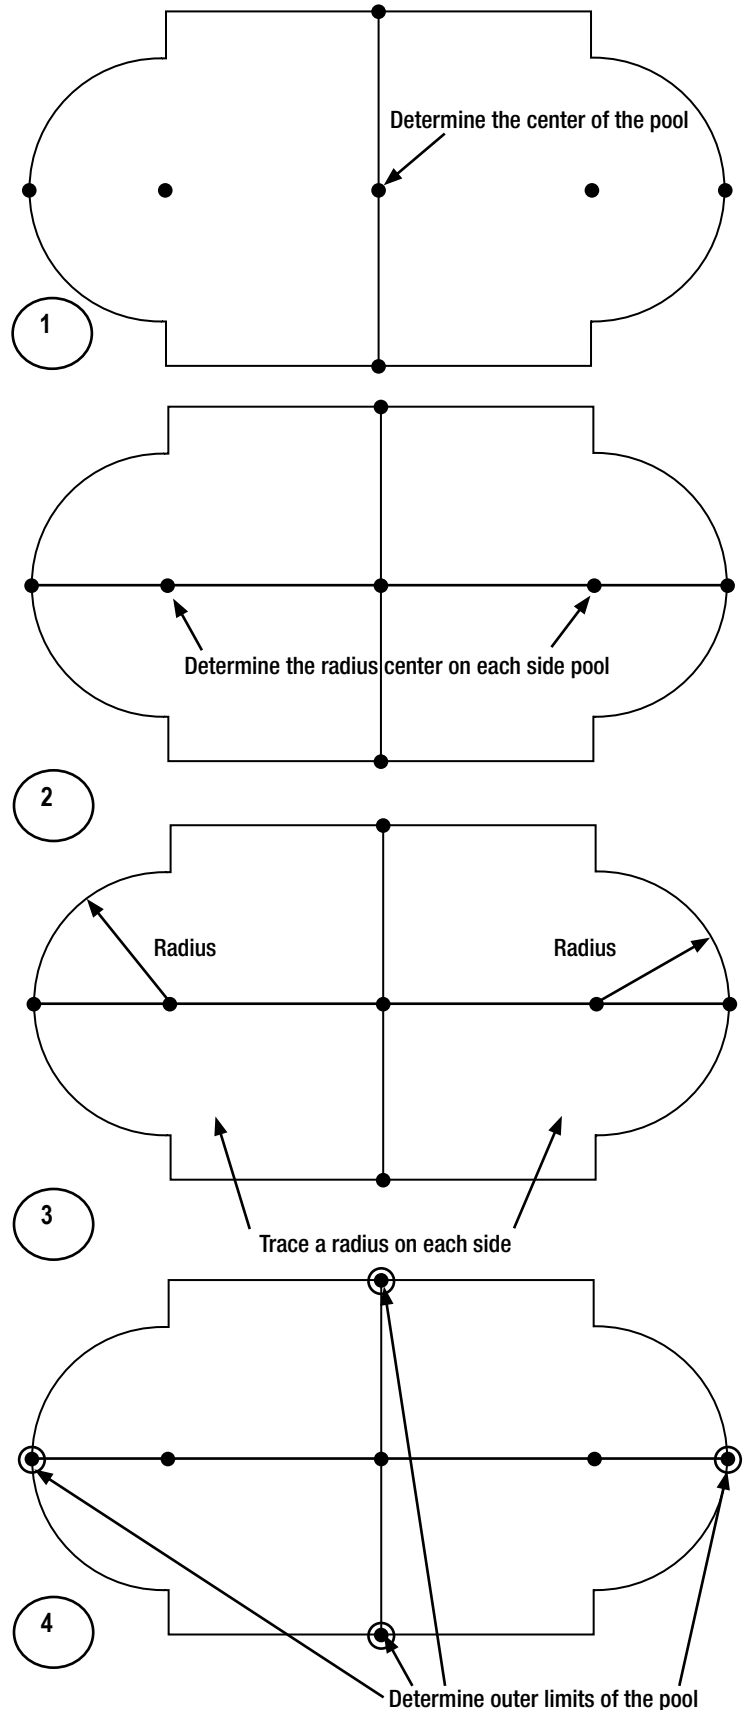 Determine the center of the pool
1
Determine the radius center on each side pool
2
Radius
Radius
3
Trace a radius on each side
4
Determine outer limits of the pool